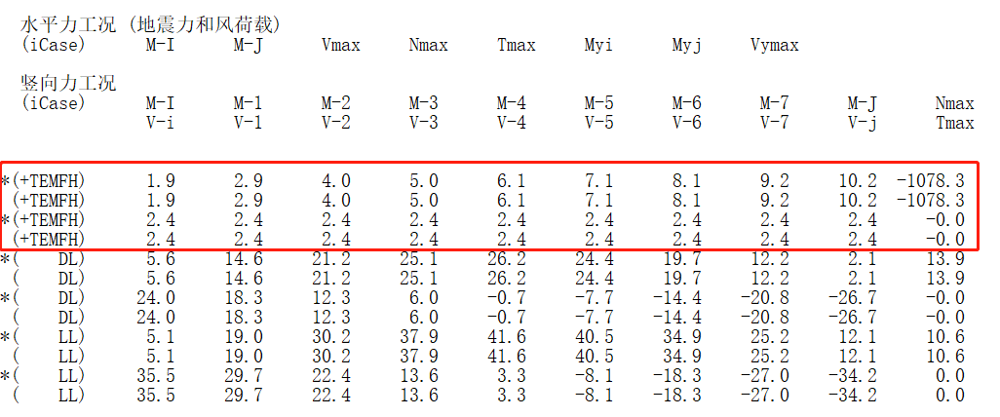 水平力工况 (地震力和风荷载)
(iCase) M-I M-J Vmax Nmax Tmax Myi Myj Vymax
竖向力工况
(iCase) M-I M-1 M-2 M-3 M-4 M-5 M-6 M-7 M-J Nmax
V-i V-1 V-2 V-3 V-4 V-5 V-6 V-7 V-j Tmax
*(+TEMFH) 1.9 2.9 4.0 5.0 6.1 7.1 8.1 9.2 10.2 -1078.3
(+TEMFH) 1.9 2.9 4.0 5.0 6.1 7.1 8.1 9.2 10.2 -1078.3
*(+TEMFH) 2.4 2.4 2.4 2.4 2.4 2.4 2.4 2.4 2.4 -0.0
(+TEMFH) 2.4 2.4 2.4 2.4 2.4 2.4 2.4 2.4 2.4 -0.0
*( DL) 5.6 14.6 21.2 25.1 26.2 24.4 19.7 12.2 2.1 13.9
( DL) 5.6 14.6 21.2 25.1 26.2 24.4 19.7 12.2 2.1 13.9
*( DL) 24.0 18.3 12.3 6.0 -0.7 -7.7 -14.4 -20.8 -26.7 -0.0
( DL) 24.0 18.3 12.3 6.0 -0.7 -7.7 -14.4 -20.8 -26.7 -0.0
*( LL) 5.1 19.0 30.2 37.9 41.6 40.5 34.9 25.2 12.1 10.6
( LL) 5.1 19.0 30.2 37.9 41.6 40.5 34.9 25.2 12.1 10.6
*( LL) 35.5 29.7 22.4 13.6 3.3 -8.1 -18.3 -27.0 -34.2 0.0
( LL) 35.5 29.7 22.4 13.6 3.3 -8.1 -18.3 -27.0 -34.2 0.0